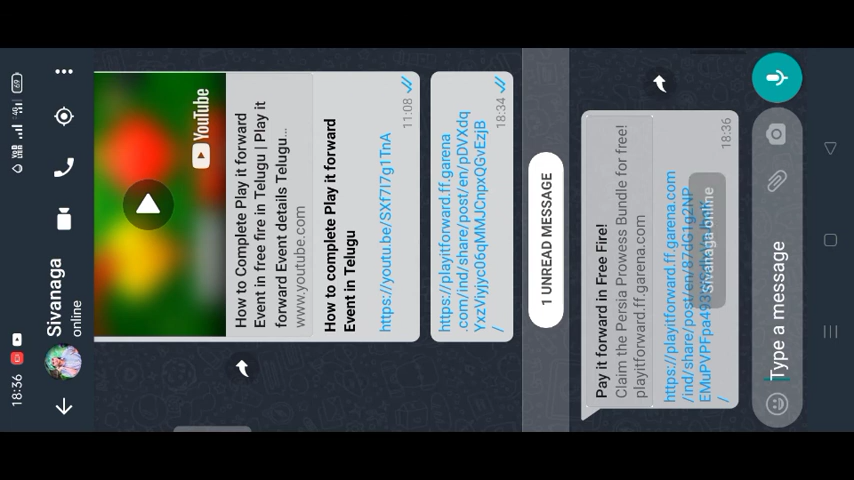 18:36
69
Sivanaga
online
YouTube
How to Complete Play it forward
Event in free fire in Telugu | Play it
forward Event details Telugu...
www.youtube.com
How to complete Play it forward
Event in Telugu
https://youtu.be/SXf7I7g1TnA
11:08
https://playitforward.ff.garena
.com/ind/share/post/en/pDVXdq
YxzViyjyc06qMMJCnpxQGvEzjB
/
18:34
1 UNREAD MESSAGE
Pay it forward in Free Fire!
Claim the Persia Prowess Bundle for free!
playitforward.ff.garena.com
https://playitforward.ff.garena.com
/ind/share/post/en/87dG1g2NP
/
18:36
Sivanaga online
Type a message